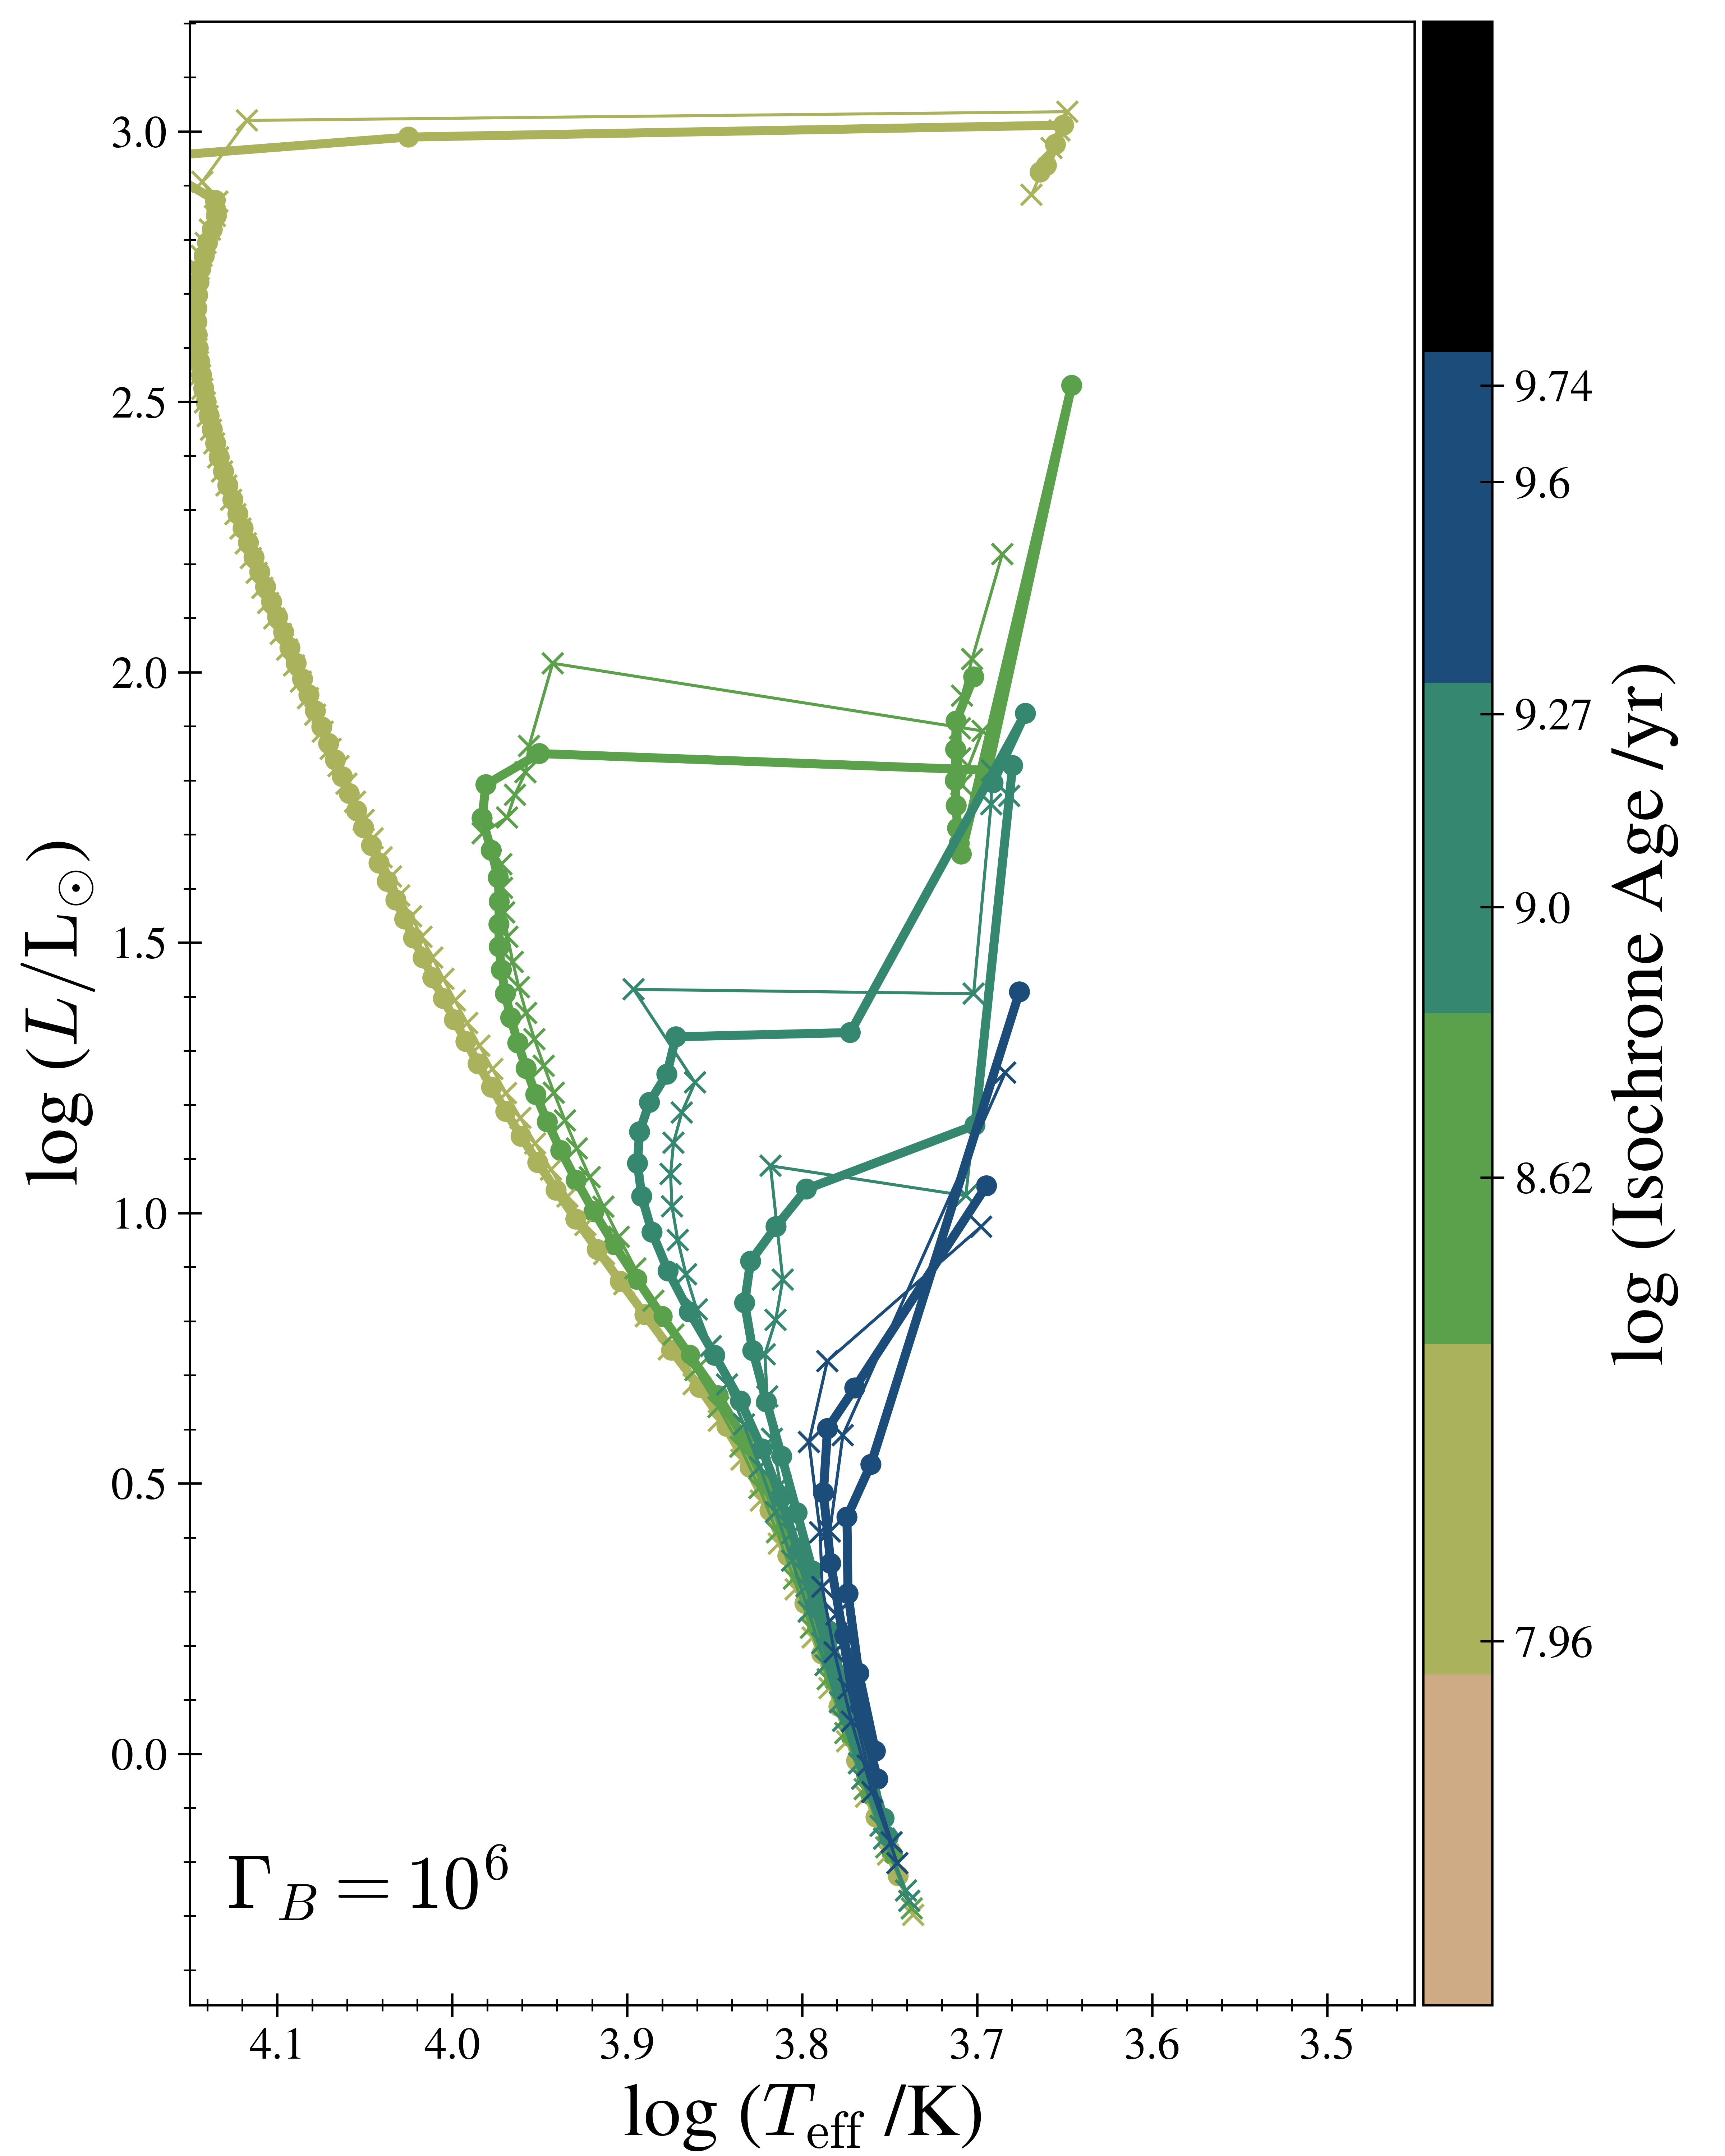 3.0
2.5
2.0
1.5
1.0
0.5
0.0
log (L/L☉)
4.1 4.0 3.9 3.8 3.7 3.6 3.5
log (T_eff /K)
Γ_B = 10^6
9.74
9.6
9.27
9.0
8.62
7.96
log (Isochrone Age /yr)